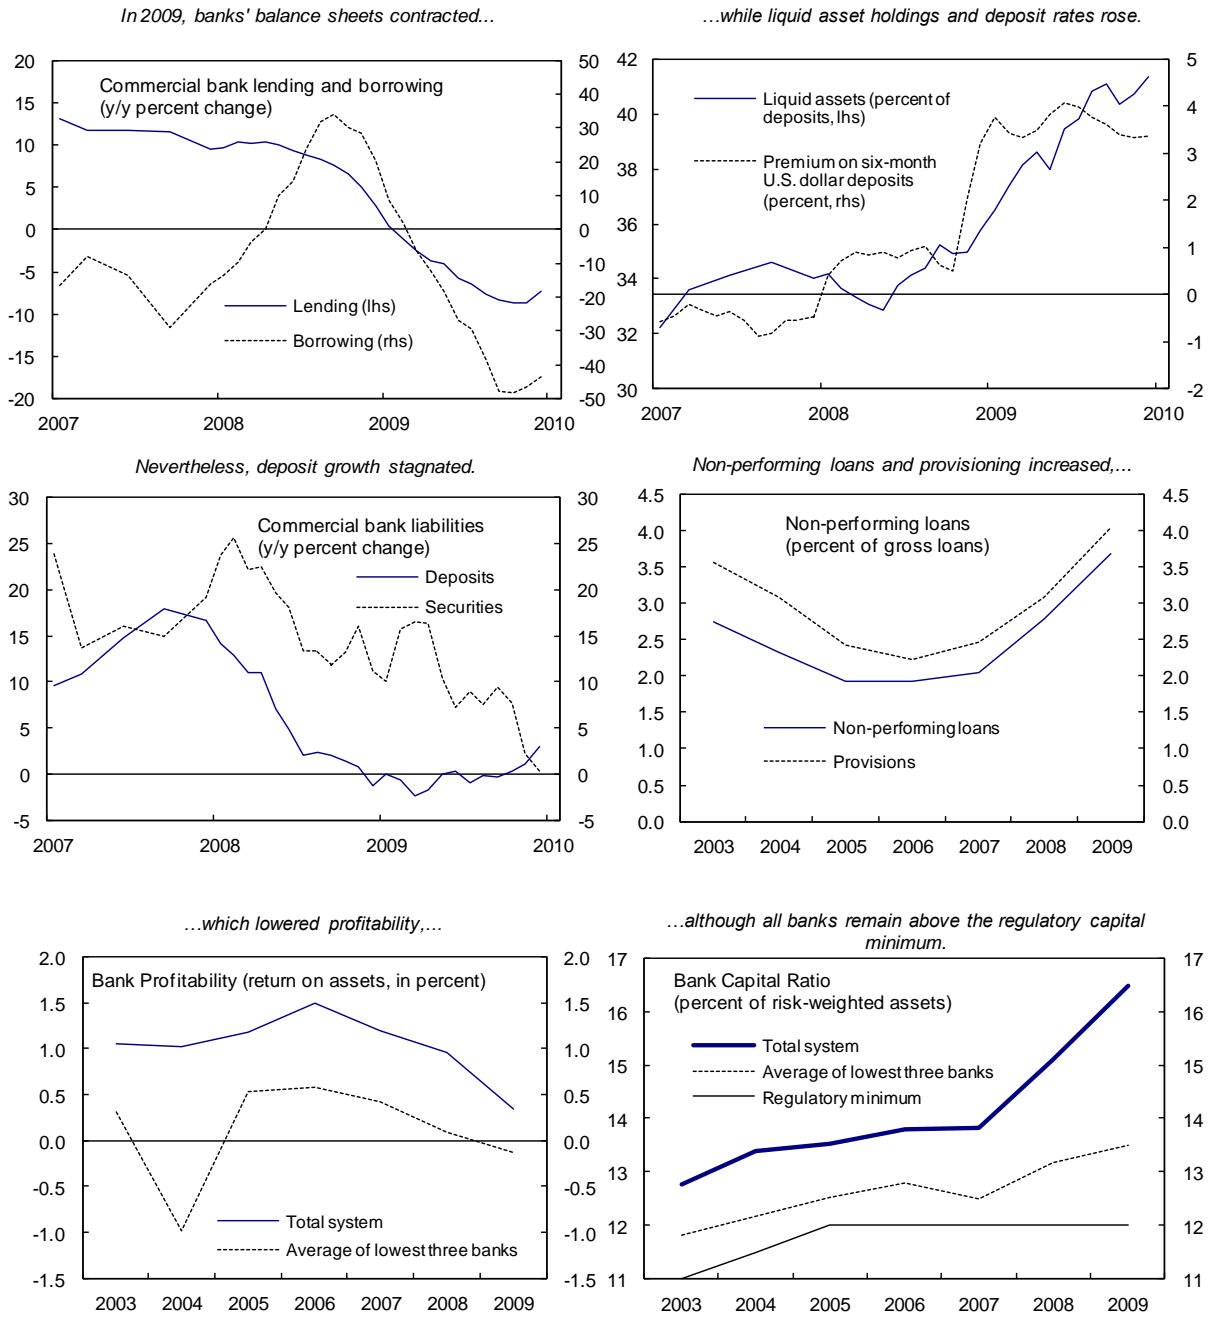 In 2009, banks' balance sheets contracted...
20
15
10
5
0
-5
-10
-15
-20
Commercial bank lending and borrowing
(y/y percent change)
Lending (lhs)
Borrowing (rhs)
50
40
30
20
10
0
-10
-20
-30
-40
-50
2007 2008 2009 2010
...while liquid asset holdings and deposit rates rose.
42
40
38
36
34
32
30
Liquid assets (percent of
deposits, lhs)
Premium on six-month
U.S. dollar deposits
(percent, rhs)
5
4
3
2
1
0
-1
-2
2007 2008 2009 2010
Nevertheless, deposit growth stagnated.
30
25
20
15
10
5
0
-5
Commercial bank liabilities
(y/y percent change)
Deposits
Securities
30
25
20
15
10
5
0
-5
2007 2008 2009 2010
Non-performing loans and provisioning increased,...
4.5
4.0
3.5
3.0
2.5
2.0
1.5
1.0
0.5
0.0
Non-performing loans
(percent of gross loans)
Non-performing loans
Provisions
4.5
4.0
3.5
3.0
2.5
2.0
1.5
1.0
0.5
0.0
2003 2004 2005 2006 2007 2008 2009
...which lowered profitability,...
2.0
1.5
1.0
0.5
0.0
-0.5
-1.0
-1.5
Bank Profitability (return on assets, in percent)
Total system
Average of lowest three banks
2.0
1.5
1.0
0.5
0.0
-0.5
-1.0
-1.5
2003 2004 2005 2006 2007 2008 2009
...although all banks remain above the regulatory capital
minimum.
17
16
15
14
13
12
11
Bank Capital Ratio
(percent of risk-weighted assets)
Total system
Average of lowest three banks
Regulatory minimum
17
16
15
14
13
12
11
2003 2004 2005 2006 2007 2008 2009